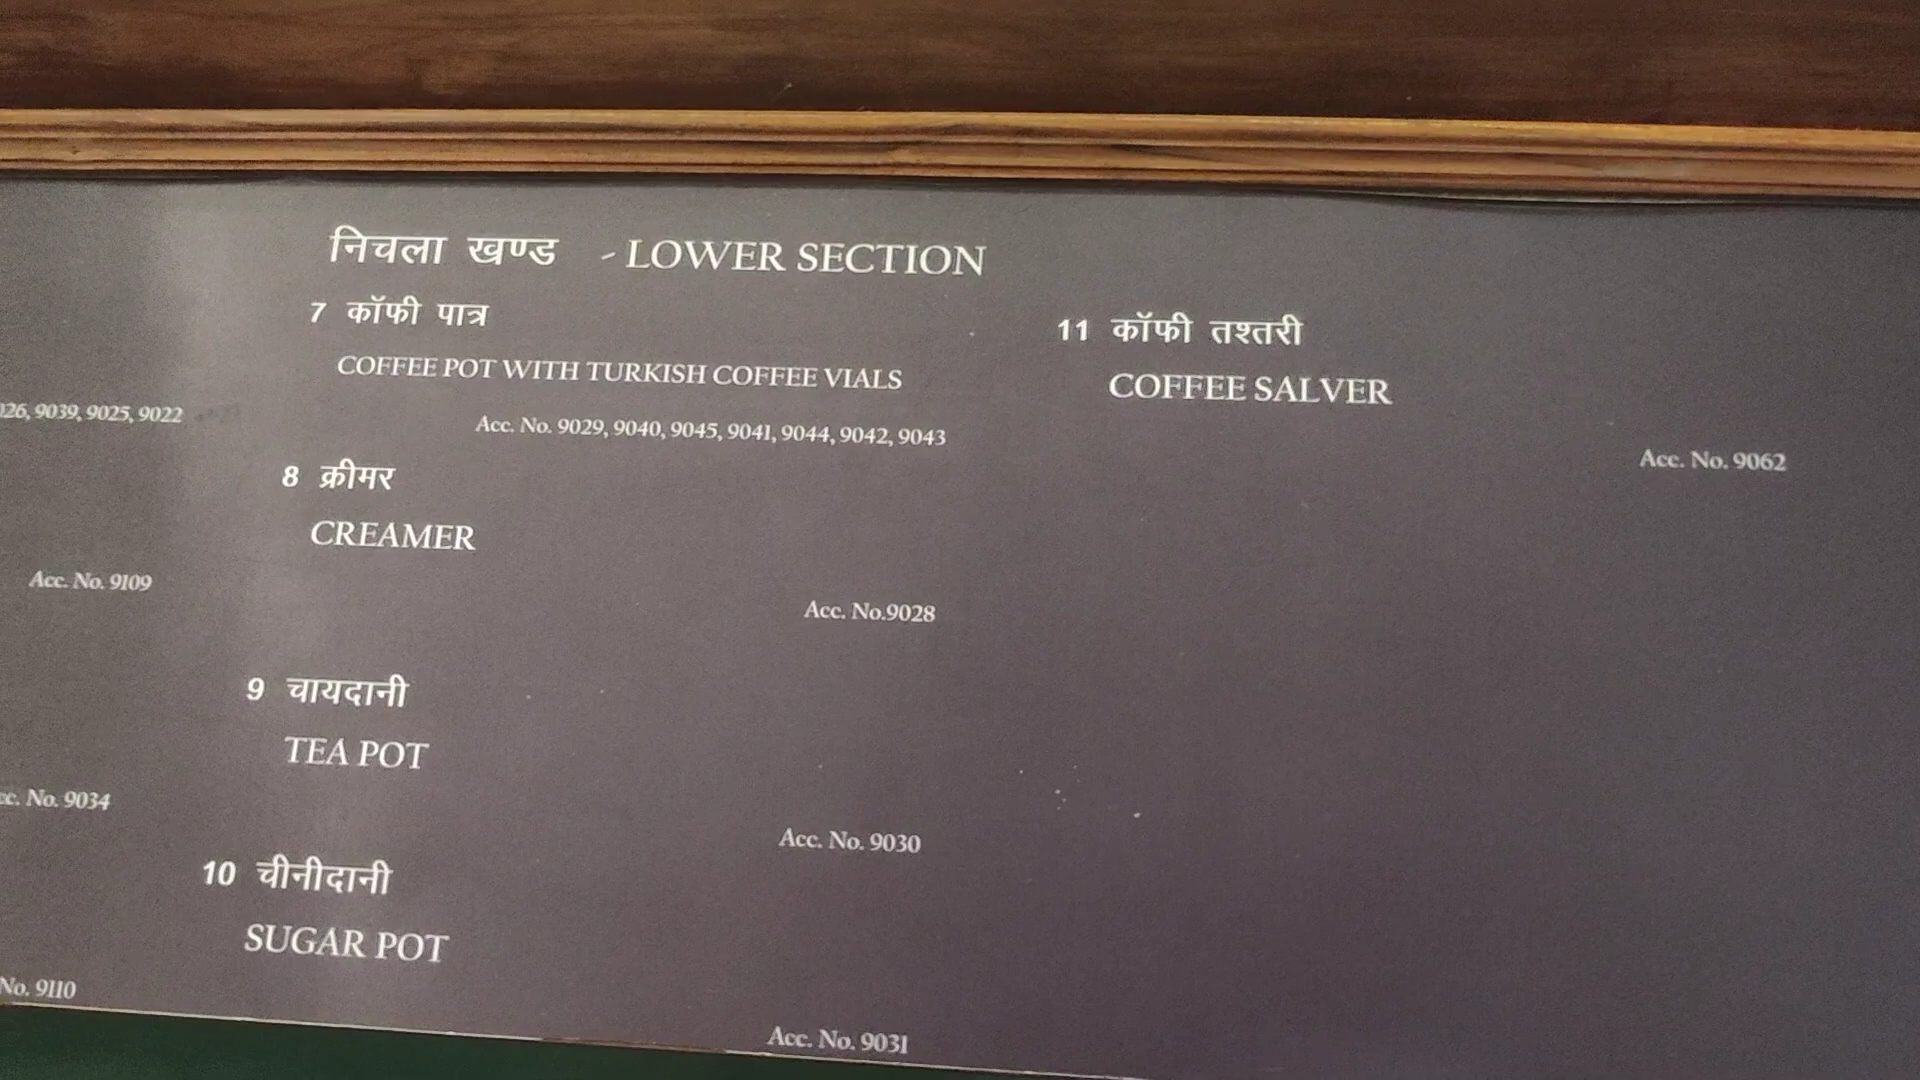 निचला खण्ड - LOWER SECTION
7 कॉफी पात्र
COFFEE POT WITH TURKISH COFFEE VIALS
Acc. No. 9029, 9040, 9045, 9041, 9044, 9042, 9043
8 क्रीमर
CREAMER
Acc. No.9028
9 चायदानी
TEA POT
Acc. No. 9030
10 चीनीदानी
SUGAR POT
Acc. No. 9031
11 कॉफी तश्तरी
COFFEE SALVER
Acc. No. 9062
9039, 9025, 9022
Acc. No. 9109
No. 9034
No. 9110